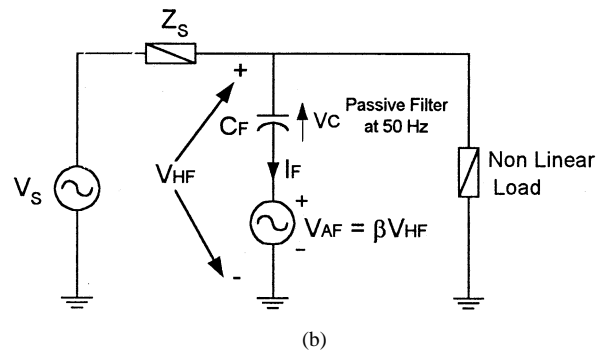 ZS
+
CF
VC
Passive Filter
at 50 Hz
VHF
IF
VS
+
VAF = βVHF
-
-
Non Linear
Load
(b)